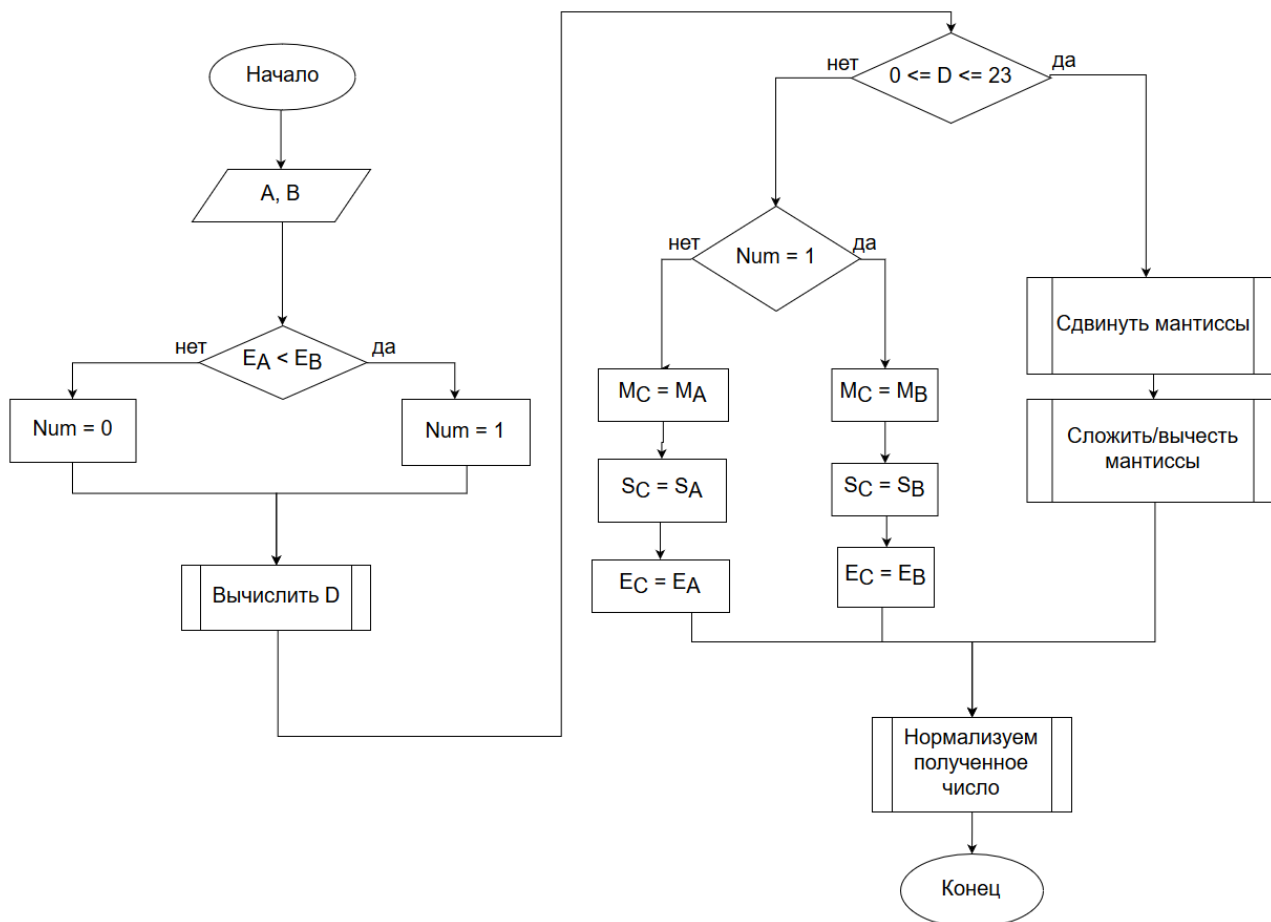 Начало
A, B
EA < EB
нет
да
Num = 0
Num = 1
Вычислить D
0 <= D <= 23
нет
да
Num = 1
нет
да
MC = MA
SC = SA
EC = EA
MC = MB
SC = SB
EC = EB
Сдвинуть мантиссы
Сложить/вычесть
мантиссы
Нормализуем
полученное
число
Конец